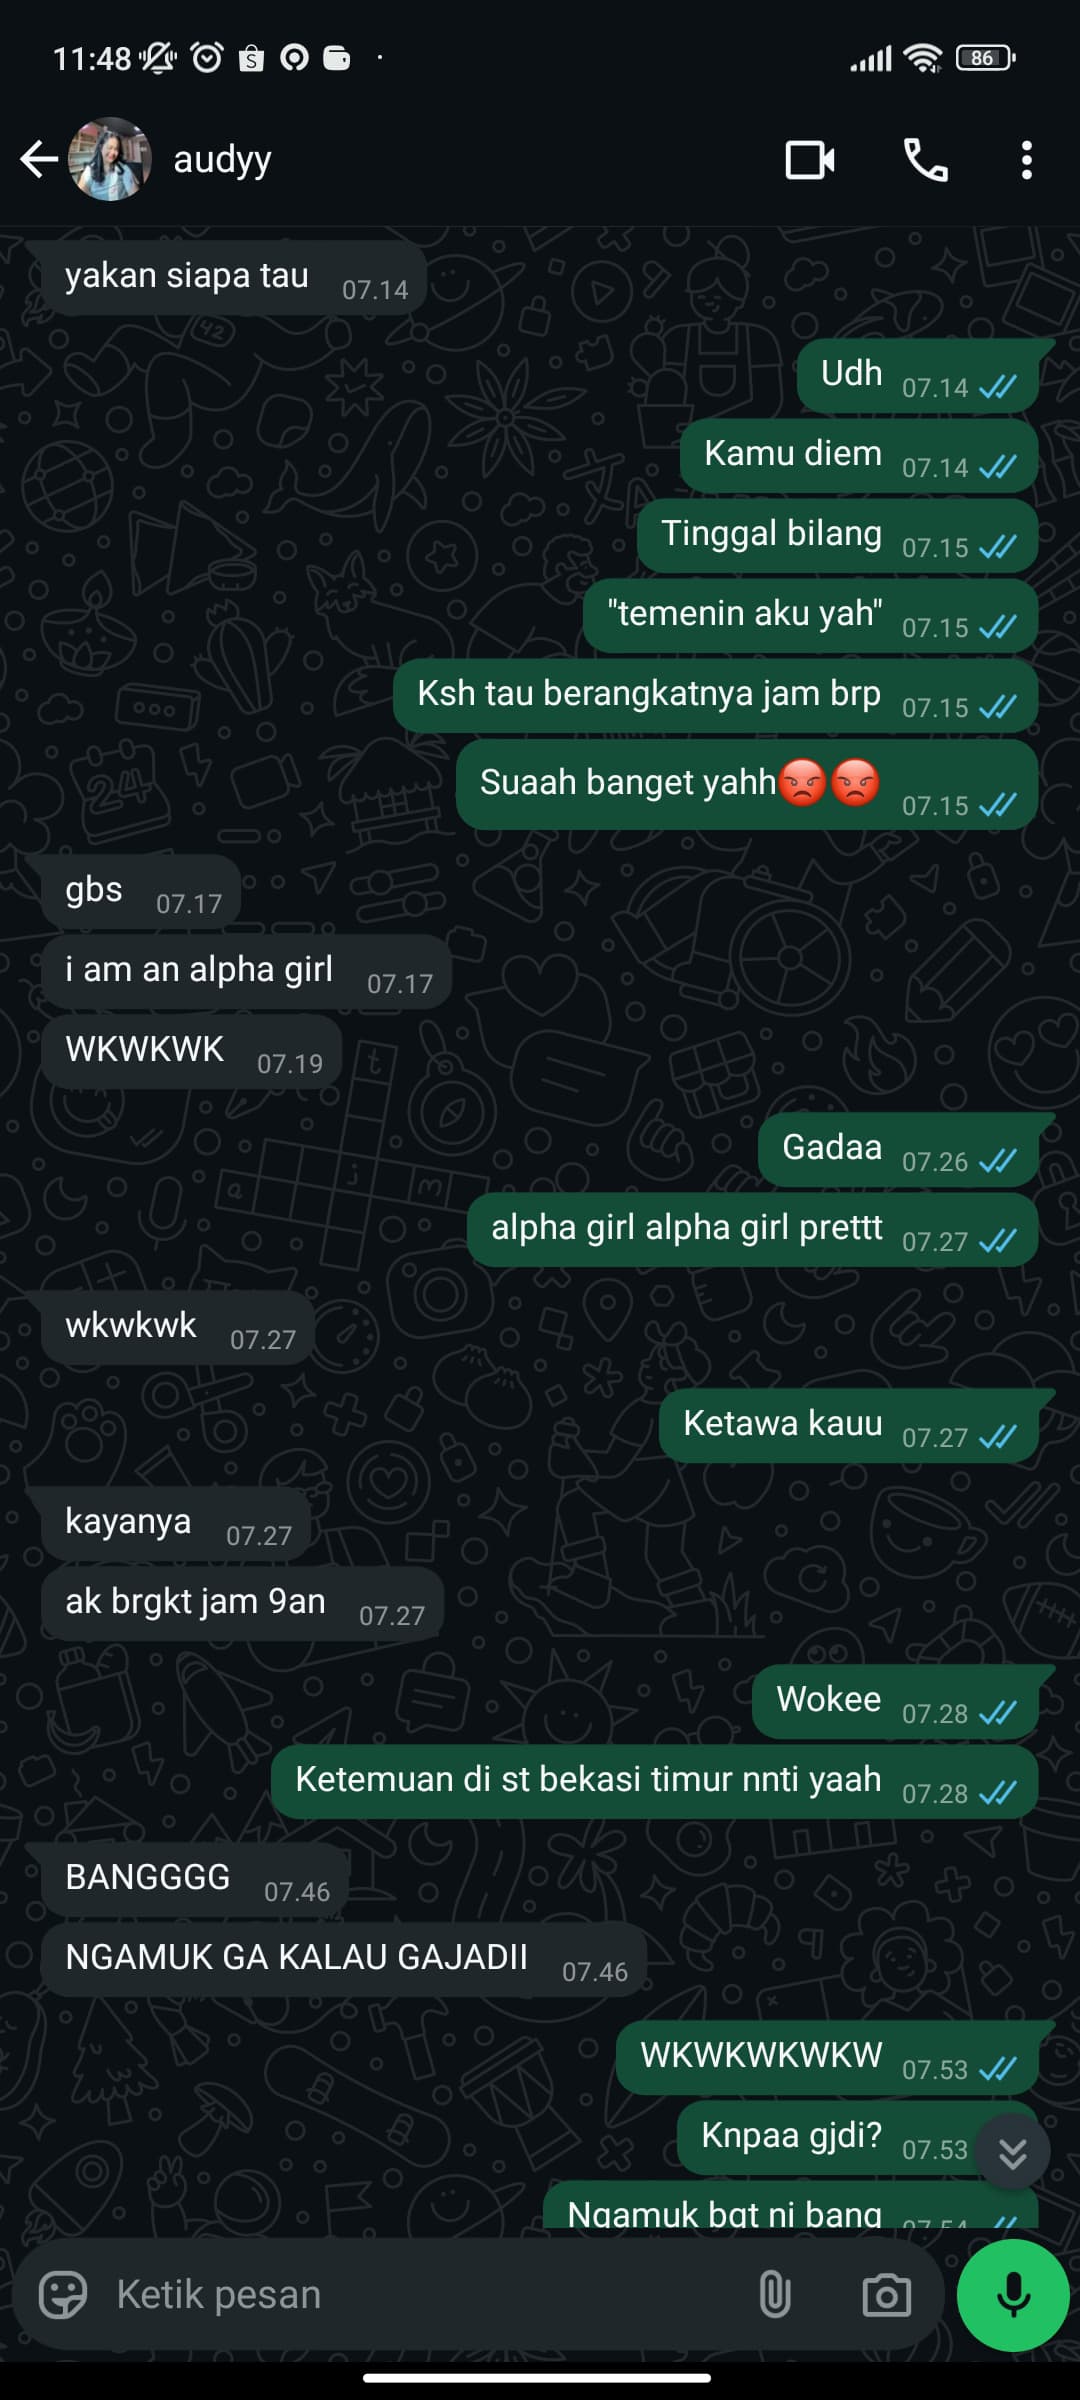 11:48
86
audyy
yakan siapa tau 07.14
Udh 07.14
Kamu diem 07.14
Tinggal bilang 07.15
"temenin aku yah" 07.15
Ksh tau berangkatnya jam brp 07.15
Suaah banget yahh😡😡 07.15
gbs 07.17
i am an alpha girl 07.17
WKWKWK 07.19
Gadaa 07.26
alpha girl alpha girl prettt 07.27
wkwkwk 07.27
Ketawa kauu 07.27
kayanya 07.27
ak brgkt jam 9an 07.27
Wokee 07.28
Ketemuan di st bekasi timur nnti yaah 07.28
BANGGGG 07.46
NGAMUK GA KALAU GAJADII 07.46
WKWKWKWKW 07.53
Knpaa gjdi? 07.53
Ngamuk bgt ni bang 07.54
Ketik pesan